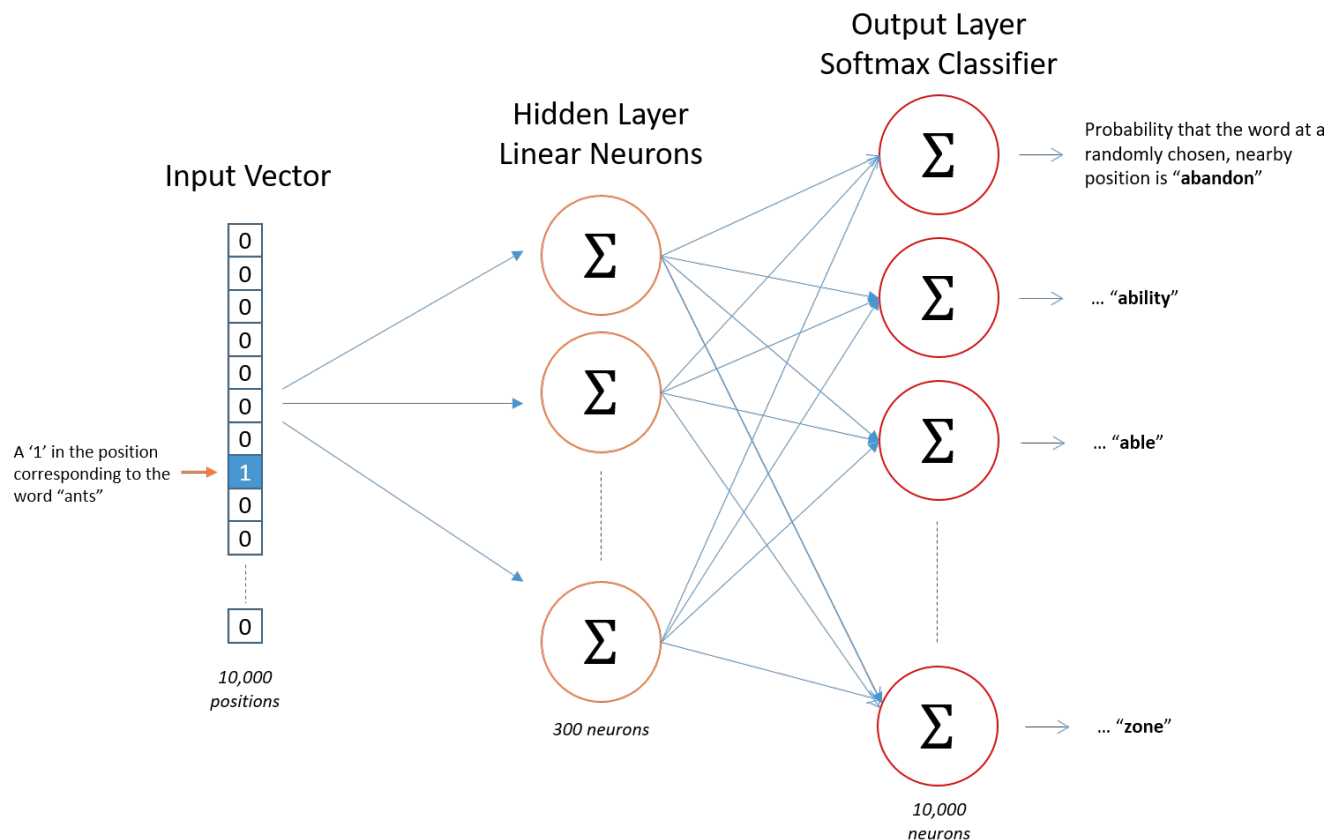 Output Layer
Softmax Classifier
Hidden Layer
Linear Neurons
Input Vector
0
0
0
0
0
0
0
1
0
0
0
A ‘1’ in the position
corresponding to the
word “ants”
10,000
positions
Σ
Σ
Σ
300 neurons
Σ
Σ
Σ
Σ
10,000
neurons
Probability that the word at a
randomly chosen, nearby
position is “abandon”
... “ability”
... “able”
... “zone”